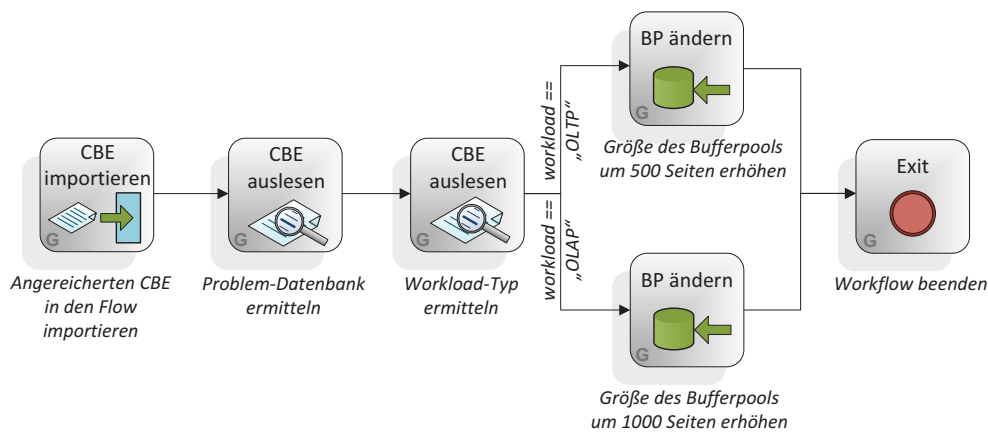 CBE
importieren
G
Angereicherten CBE
in den Flow
importieren
CBE
auslesen
G
Problem-Datenbank
ermitteln
CBE
auslesen
G
Workload-Typ
ermitteln
workload ==
„OLTP“
workload ==
„OLAP“
BP ändern
G
Größe des Bufferpools
um 500 Seiten erhöhen
BP ändern
G
Größe des Bufferpools
um 1000 Seiten erhöhen
Exit
G
Workflow beenden